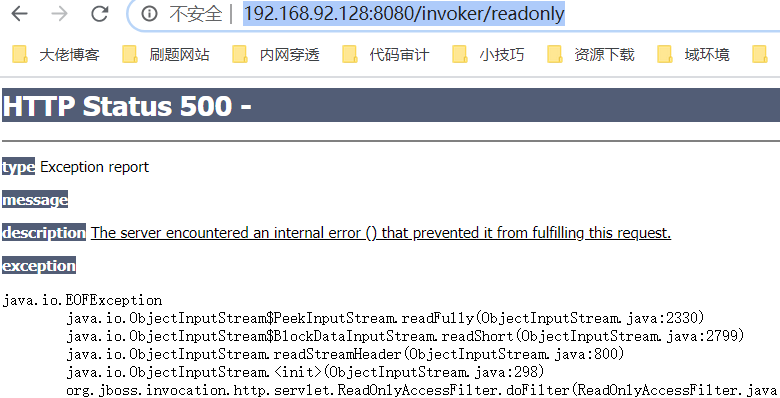 不安全 | 192.168.92.128:8080/invoker/readonly
大佬博客 刷题网站 内网穿透 代码审计 小技巧 资源下载 域环境
HTTP Status 500 -
type Exception report
message
description The server encountered an internal error () that prevented it from fulfilling this request.
exception
java.io.EOFException
java.io.ObjectInputStream$PeekInputStream.readFully(ObjectInputStream.java:2330)
java.io.ObjectInputStream$BlockDataInputStream.readShort(ObjectInputStream.java:2799)
java.io.ObjectInputStream.readStreamHeader(ObjectInputStream.java:800)
java.io.ObjectInputStream.<init>(ObjectInputStream.java:298)
org.jboss.invocation.http.servlet.ReadOnlyAccessFilter.doFilter(ReadOnlyAccessFilter.java